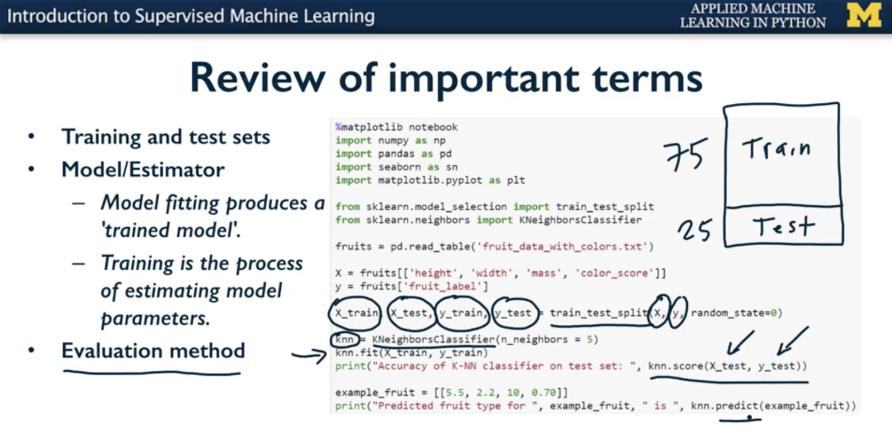 Introduction to Supervised Machine Learning
APPLIED MACHINE
LEARNING IN PYTHON
M
Review of important terms
• Training and test sets
• Model/Estimator
– Model fitting produces a
'trained model'.
– Training is the process
of estimating model
parameters.
• Evaluation method
%matplotlib notebook
import numpy as np
import pandas as pd
import seaborn as sn
import matplotlib.pyplot as plt
from sklearn.model_selection import train_test_split
from sklearn.neighbors import KNeighborsClassifier
fruits = pd.read_table('fruit_data_with_colors.txt')
X = fruits[['height', 'width', 'mass', 'color_score']]
y = fruits['fruit_label']
X_train, X_test, y_train, y_test = train_test_split(X, y, random_state=0)
knn = KNeighborsClassifier(n_neighbors = 5)
knn.fit(X_train, y_train)
print("Accuracy of K-NN classifier on test set: ", knn.score(X_test, y_test))
example_fruit = [[5.5, 2.2, 10, 0.70]]
print("Predicted fruit type for ", example_fruit, " is ", knn.predict(example_fruit))
75 Train
25 Test